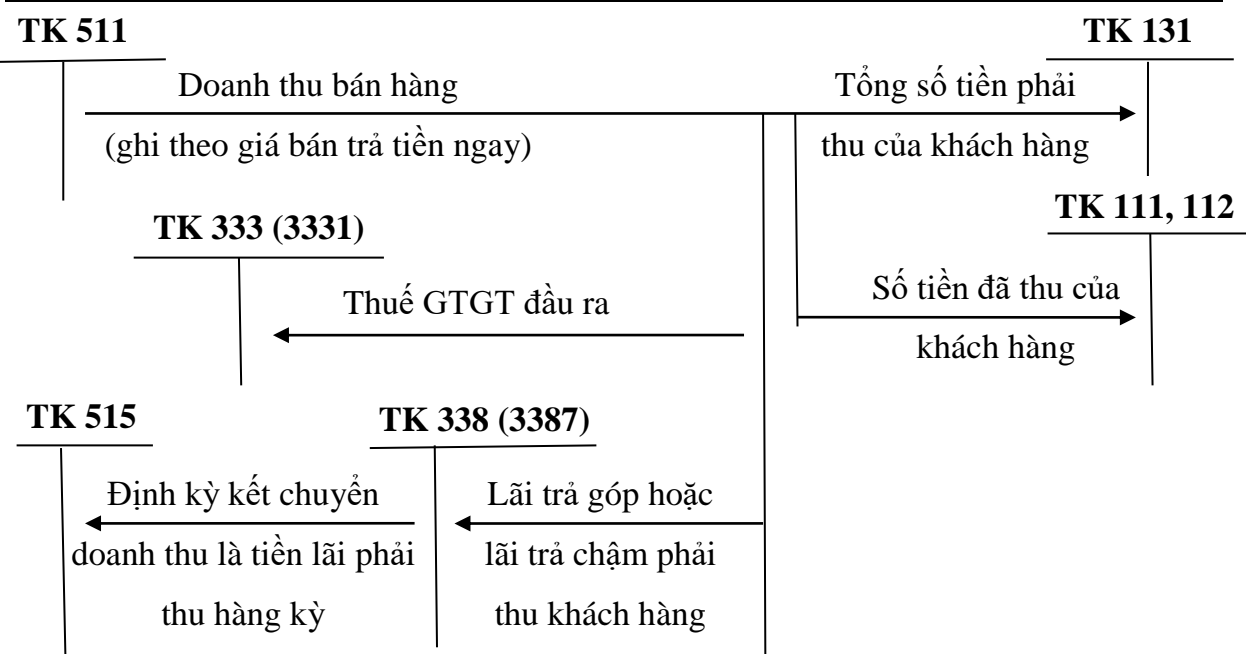 TK 511
TK 131
Doanh thu bán hàng
Tổng số tiền phải
(ghi theo giá bán trả tiền ngay)
thu của khách hàng
TK 333 (3331)
TK 111, 112
Thuế GTGT đầu ra
Số tiền đã thu của
khách hàng
TK 515
TK 338 (3387)
Định kỳ kết chuyển
Lãi trả góp hoặc
doanh thu là tiền lãi phải
lãi trả chậm phải
thu hàng kỳ
thu khách hàng